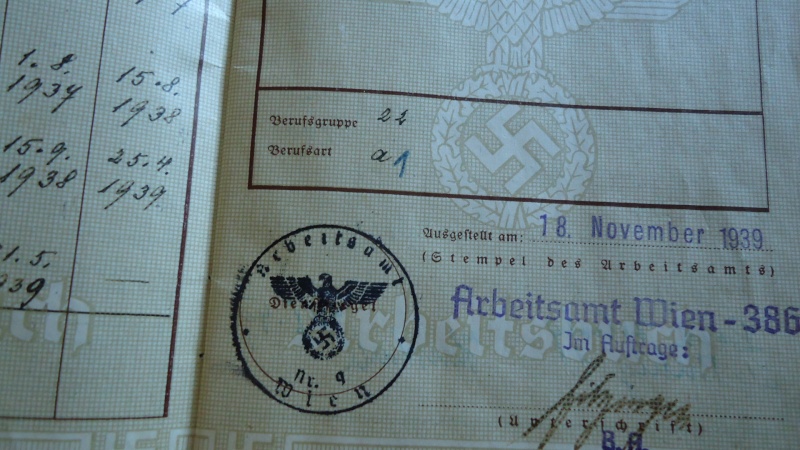 1.8.
1937
15.8.
1938
15.9.
1938
25.4.
1939
1.5.
939
Berufsgruppe 22
Berufsart a1
Ausgestellt am: 18. November 1939
(Stempel des Arbeitsamts)
Arbeitsamt
Dienstsiegel
Nr. 9
Wien
Arbeitsamt Wien - 386
Im Auftrage:
(Unterschrift)